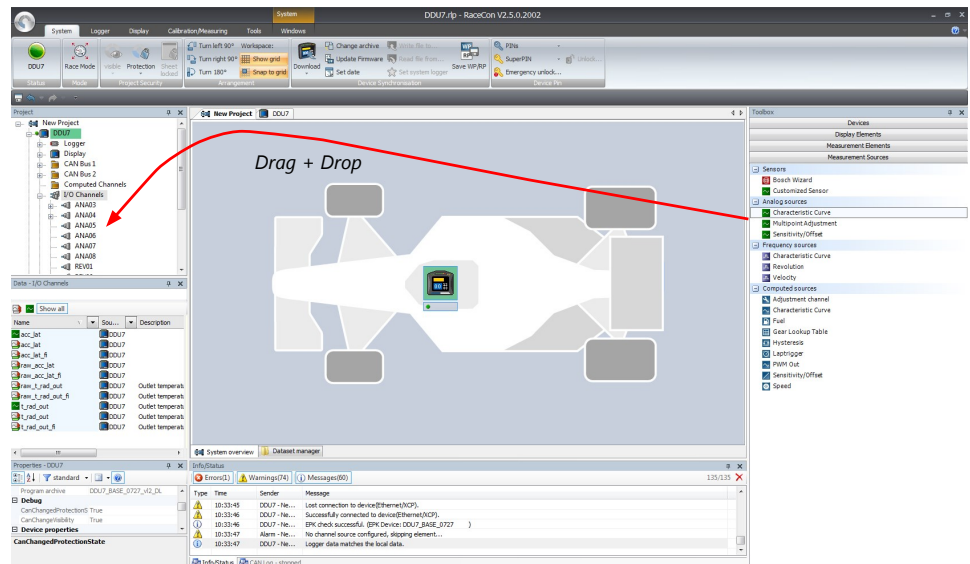 System
DDU7.rlp - RaceCon V2.5.0.2002
System Logger Display Calibration/Measuring Tools Windows
DDU7
Race Mode
visible
Protection
Sheet locked
Turn left 90°
Turn right 90°
Turn 180°
Workspace:
Show grid
Snap to grid
Download
Change archive
Update Firmware
Set date
Write file to...
Read file from...
Set system logger
Save WP/RP
PINs
SuperPIN
Emergency unlock...
Unlock...
Status Mode Project Security Arrangement Device Synchronisation Device Pin
Project
New Project
DDU7
Logger
Display
CAN Bus 1
CAN Bus 2
Computed Channels
I/O Channels
ANA03
ANA04
ANA05
ANA06
ANA07
ANA08
REV01
New Project DDU7
Drag + Drop
System overview Dataset manager
Toolbox
Devices
Display Elements
Measurement Elements
Measurement Sources
Sensors
Bosch Wizard
Customized Sensor
Analog sources
Characteristic Curve
Multipoint Adjustment
Sensitivity/Offset
Frequency sources
Characteristic Curve
Revolution
Velocity
Computed sources
Adjustment channel
Characteristic Curve
Fuel
Gear Lookup Table
Hysteresis
Laptrigger
PWM Out
Sensitivity/Offset
Speed
Data - I/O Channels
Show all
Name Sou... Description
acc_lat DDU7
acc_lat DDU7
acc_lat_fi DDU7
raw_acc_lat DDU7
raw_acc_lat_fi DDU7
raw_t_rad_out DDU7 Outlet temperatu
raw_t_rad_out_fi DDU7 Outlet temperatu
t_rad_out DDU7 Outlet temperatu
t_rad_out DDU7 Outlet temperatu
t_rad_out_fi DDU7 Outlet temperatu
Properties - DDU7
standard
Program archive DDU7_BASE_0727_vl2_DL
Debug
CanChangedProtectionS True
CanChangeVisibility True
Device properties
CanChangedProtectionState
Info/Status
Errors(1) Warnings(74) Messages(60) 135/135
Type Time Sender Message
10:33:45 DDU7 - Ne... Lost connection to device(Ethernet/XCP).
10:33:46 DDU7 - Ne... Successfully connected to device(Ethernet/XCP).
10:33:46 DDU7 - Ne... EPK check successful. (EPK Device: DDU7_BASE_0727 )
10:33:47 Alarm - Ne... No channel source configured, skipping element...
10:33:47 DDU7 - Ne... Logger data matches the local data.
Info/Status CAN Log - stopped